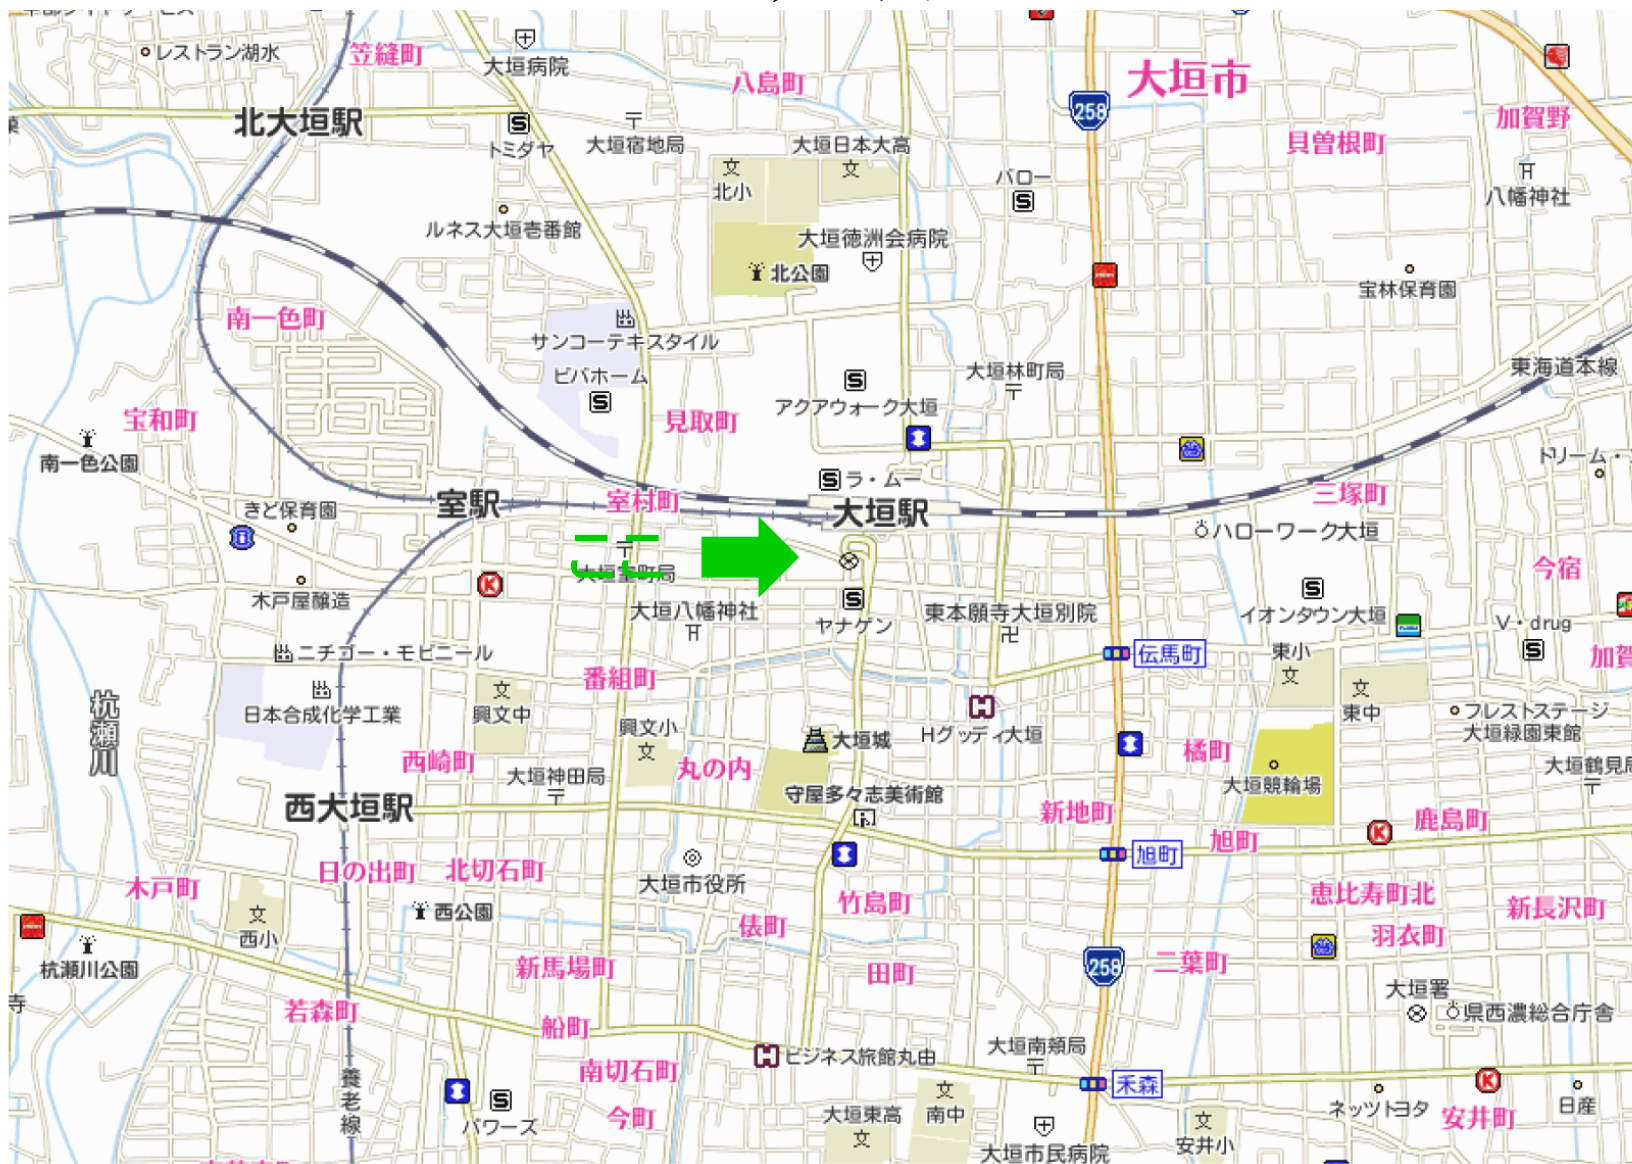 レストラン湖水
笠縫町
大垣病院
八島町
大垣市
258
加賀野
北大垣駅
トミダヤ
大垣宿地局
大垣日本大高
文
文
北小
貝曽根町
バロー
S
八幡神社
ルネス大垣壱番館
大垣徳洲会病院
北公園
宝林保育園
南一色町
サンコーテキスタイル
ビバホーム
S
大垣林町局
東海道本線
S
アクアウォーク大垣
宝和町
見取町
南一色公園
S ラ・ムー
ドリーム・
室駅
室村町
大垣駅
三塚町
きど保育園
ハローワーク大垣
大垣室町局
今宿
K
木戸屋醸造
大垣八幡神社
S
ヤナゲン
東本願寺大垣別院
S
イオンタウン大垣
V・drug
S
ニチゴー・モビニール
伝馬町
東小
文
加賀
番組町
杭瀬川
日本合成化学工業
文
興文中
興文小
文
大垣城
H
Hグッディ大垣
文
東中
フレストステージ
大垣緑園東館
西崎町
大垣神田局
丸の内
橘町
大垣競輪場
大垣鶴見局
西大垣駅
守屋多々志美術館
新地町
K
鹿島町
旭町
旭町
日の出町
北切石町
大垣市役所
木戸町
竹島町
恵比寿町北
新長沢町
文
西小
西公園
俵町
羽衣町
杭瀬川公園
新馬場町
田町
258
二葉町
大垣署
県西濃総合庁舎
寺
若森町
船町
大垣南頬局
H ビジネス旅館丸由
南切石町
禾森
K
養老線
S
パワーズ
今町
大垣東高
文
文
南中
大垣市民病院
文
安井小
ネッツトヨタ
安井町
日産